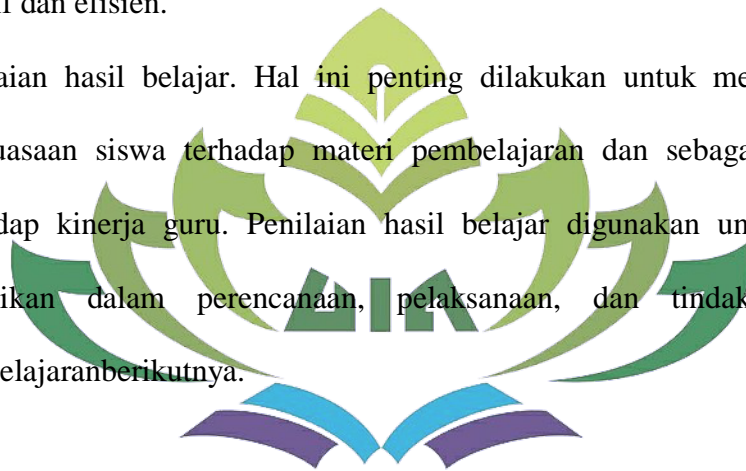 il dan efisien.
aian hasil belajar. Hal ini penting dilakukan untuk me
uasaan siswa terhadap materi pembelajaran dan sebaga
dap kinerja guru. Penilaian hasil belajar digunakan un
ikan dalam perencanaan, pelaksanaan, dan tindak
elajaranberikutnya.